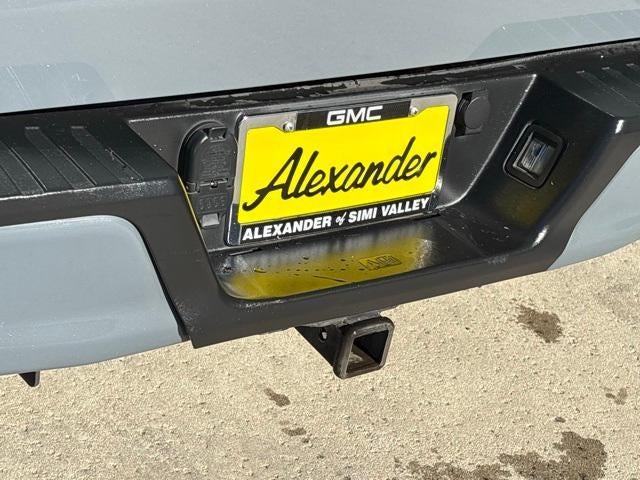 GMC
Alexander
ALEXANDER of SIMI VALLEY